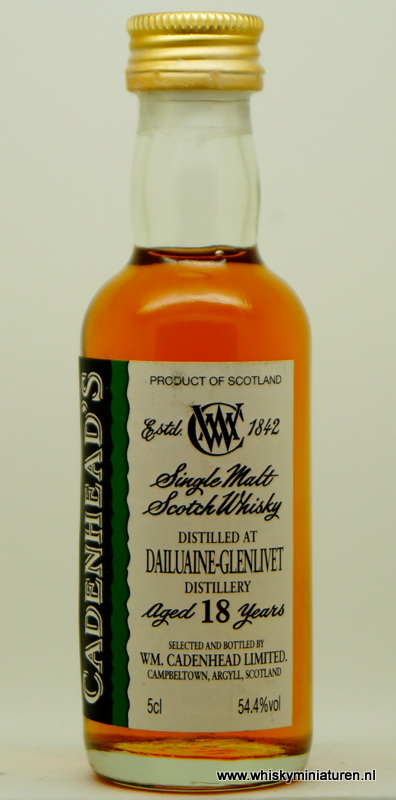 CADENHEAD'S
PRODUCT OF SCOTLAND
Estd. WMC 1842
Single Malt
Scotch Whisky
DISTILLED AT
DAILUAINE-GLENLIVET
DISTILLERY
Aged 18 Years
SELECTED AND BOTTLED BY
WM. CADENHEAD LIMITED.
CAMPBELTOWN, ARGYLL, SCOTLAND
5cl 54.4%vol
www.whiskyminiaturen.nl